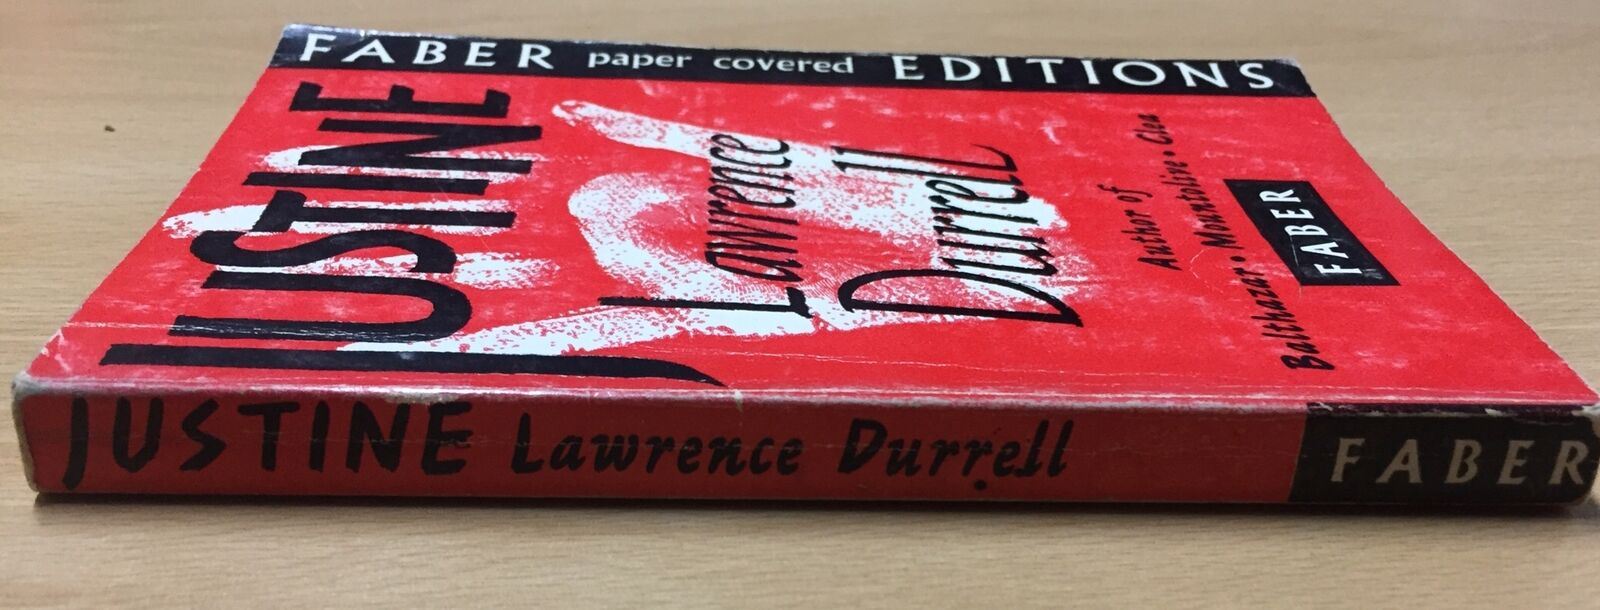 FABER paper covered EDITIONS
JUSTINE
Lawrence
Durrell
Author of
Balthazar • Mountolive • Clea
FABER
JUSTINE Lawrence Durrell FABER